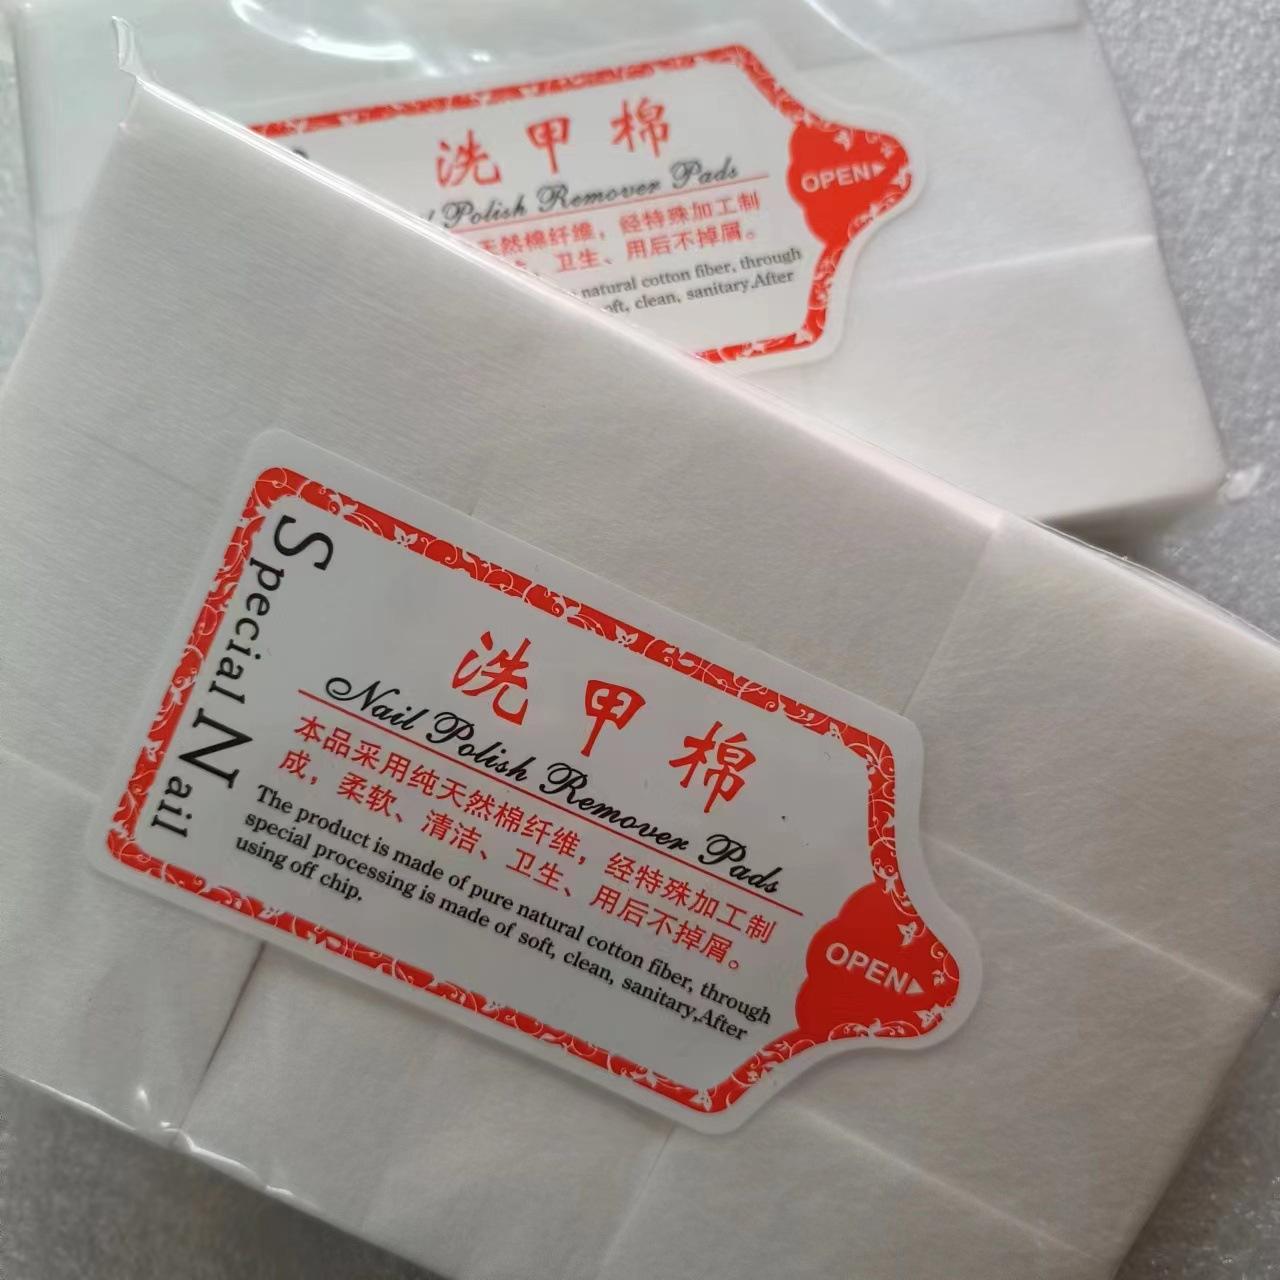 洗甲棉
l Polish Remover Pads
天然棉纤维，经特殊加工制
卫生、用后不掉屑。
natural cotton fiber, through
oft, clean, sanitary,After
OPEN
Special Nail
洗甲棉
Nail Polish Remover Pads
本品采用纯天然棉纤维，经特殊加工制
成，柔软、清洁、卫生、用后不掉屑。
The product is made of pure natural cotton fiber, through
special processing is made of soft, clean, sanitary,After
using off chip.
OPEN